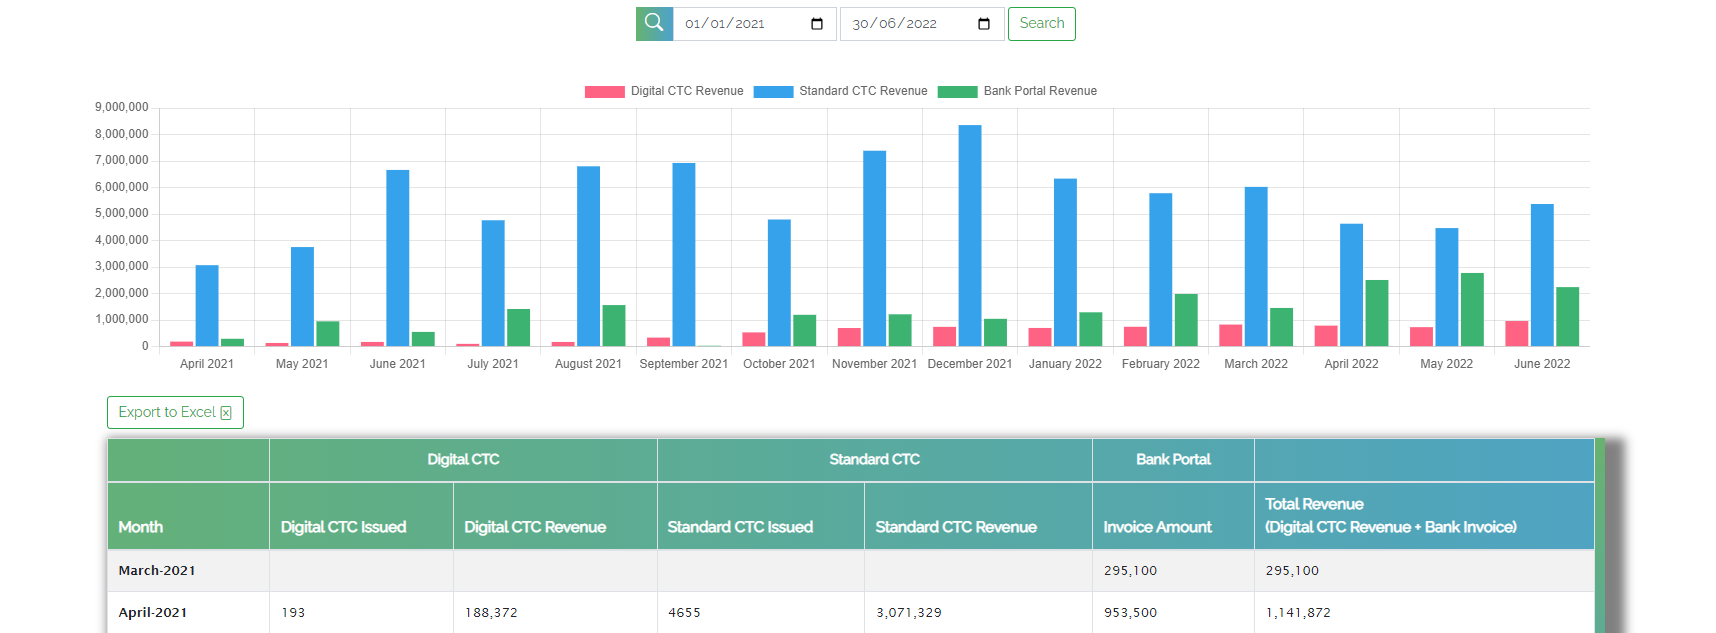 01/01/2021 30/06/2022 Search
Digital CTC Revenue Standard CTC Revenue Bank Portal Revenue
9,000,000
8,000,000
7,000,000
6,000,000
5,000,000
4,000,000
3,000,000
2,000,000
1,000,000
0
April 2021 May 2021 June 2021 July 2021 August 2021 September 2021 October 2021 November 2021 December 2021 January 2022 February 2022 March 2022 April 2022 May 2022 June 2022
Export to Excel
Digital CTC Standard CTC Bank Portal
Month Digital CTC Issued Digital CTC Revenue Standard CTC Issued Standard CTC Revenue Invoice Amount Total Revenue
(Digital CTC Revenue + Bank Invoice)
March-2021 295,100 295,100
April-2021 193 188,372 4655 3,071,329 953,500 1,141,872